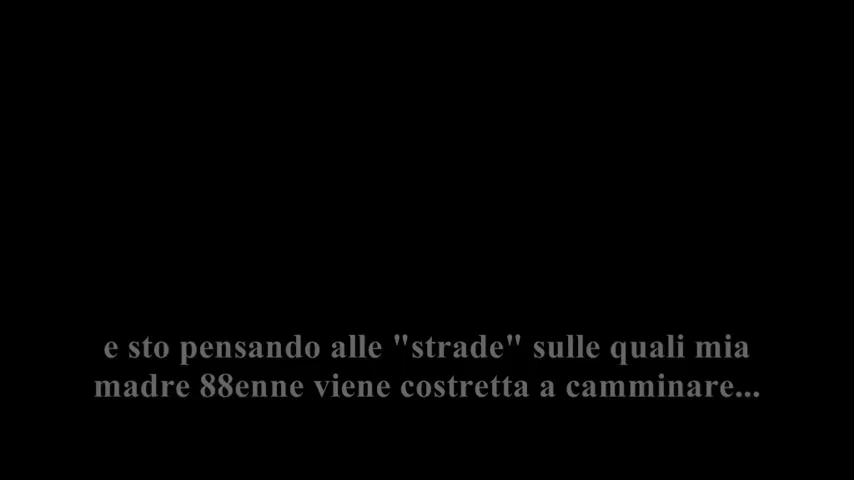 e sto pensando alle "strade" sulle quali mia
madre 88enne viene costretta a camminare...